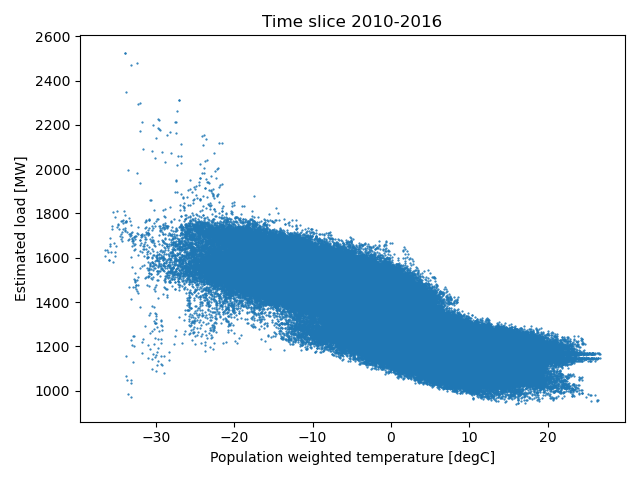 Time slice 2010-2016
2600
2400
2200
2000
1800
1600
1400
1200
1000
Estimated load [MW]
−30 −20 −10 0 10 20
Population weighted temperature [degC]